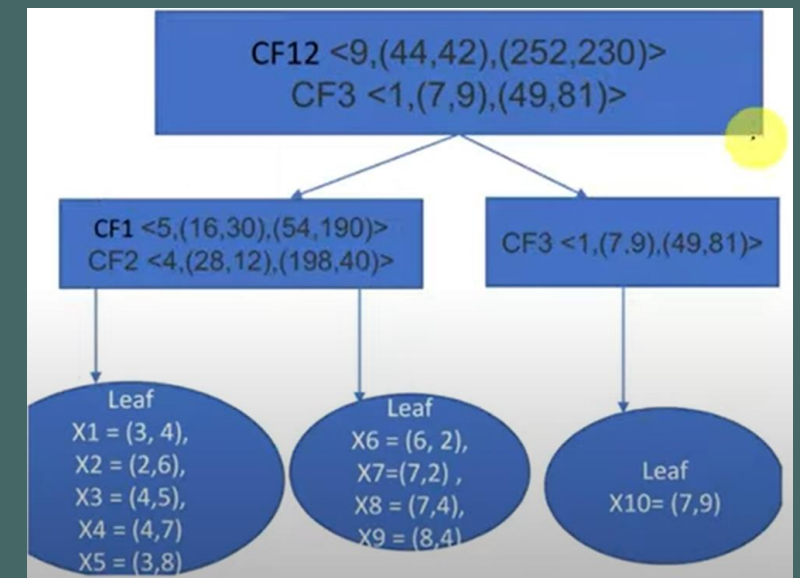 CF12 <9,(44,42),(252,230)>
CF3 <1,(7,9),(49,81)>
CF1 <5,(16,30),(54,190)>
CF2 <4,(28,12),(198,40)>
CF3 <1,(7.9),(49,81)>
Leaf
X1 = (3, 4),
X2 = (2,6),
X3 = (4,5),
X4 = (4,7)
X5 = (3,8)
Leaf
X6 = (6, 2),
X7=(7,2) ,
X8 = (7,4),
X9 = (8,4)
Leaf
X10= (7,9)